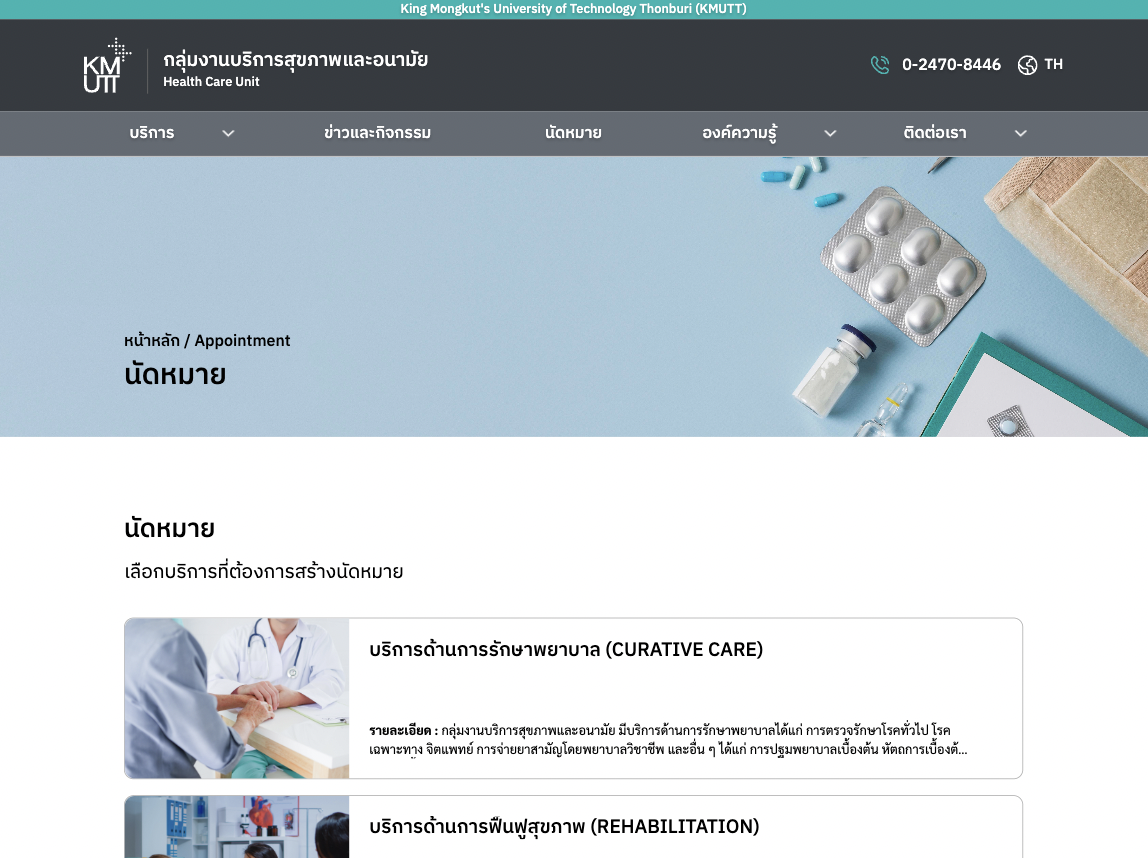 King Mongkut's University of Technology Thonburi (KMUTT)
KMUTT
กลุ่มงานบริการสุขภาพและอนามัย
Health Care Unit
0-2470-8446
TH
บริการ
ข่าวและกิจกรรม
นัดหมาย
องค์ความรู้
ติดต่อเรา
หน้าหลัก / Appointment
นัดหมาย
นัดหมาย
เลือกบริการที่ต้องการสร้างนัดหมาย
บริการด้านการรักษาพยาบาล (CURATIVE CARE)
รายละเอียด : กลุ่มงานบริการสุขภาพและอนามัย มีบริการด้านการรักษาพยาบาลได้แก่ การตรวจรักษาโรคทั่วไป โรค
เฉพาะทาง จิตแพทย์ การจ่ายยาสามัญโดยพยาบาลวิชาชีพ และอื่น ๆ ได้แก่ การปฐมพยาบาลเบื้องต้น หัตถการเบื้องต้...
บริการด้านการฟื้นฟูสุขภาพ (REHABILITATION)